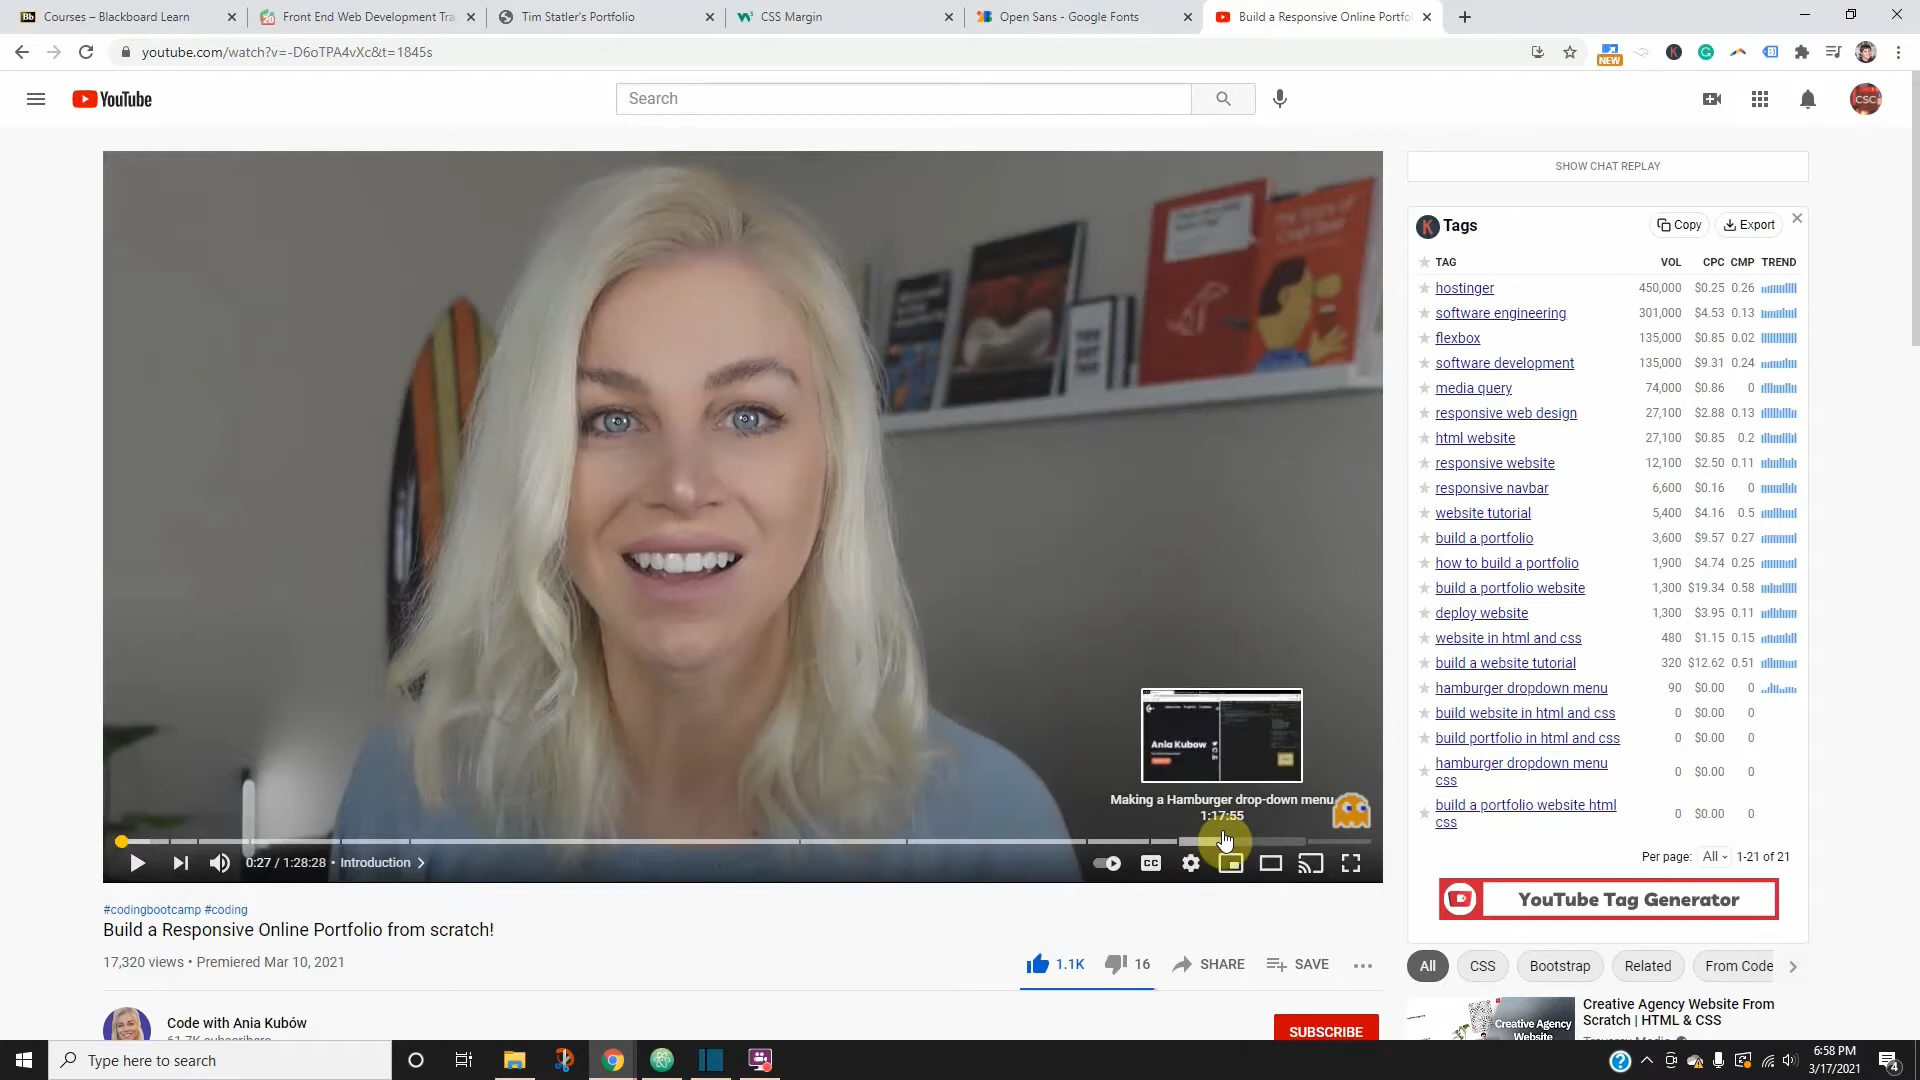 Courses – Blackboard Learn
Front End Web Development Tra
Tim Statler's Portfolio
CSS Margin
Open Sans - Google Fonts
Build a Responsive Online Portfo
youtube.com/watch?v=-D6oTPA4vXc&t=1845s
NEW
YouTube
Search
CSC
SHOW CHAT REPLAY
K Tags
Copy
Export
TAG VOL CPC CMP TREND
hostinger 450,000 $0.25 0.26
software engineering 301,000 $4.53 0.13
flexbox 135,000 $0.85 0.02
software development 135,000 $9.31 0.24
media query 74,000 $0.86 0
responsive web design 27,100 $2.88 0.13
html website 27,100 $0.85 0.2
responsive website 12,100 $2.50 0.11
responsive navbar 6,600 $0.16 0
website tutorial 5,400 $4.16 0.5
build a portfolio 3,600 $9.57 0.27
how to build a portfolio 1,900 $4.74 0.25
build a portfolio website 1,300 $19.34 0.58
deploy website 1,300 $3.95 0.11
website in html and css 480 $1.15 0.15
build a website tutorial 320 $12.62 0.51
hamburger dropdown menu 90 $0.00 0
build website in html and css 0 $0.00 0
build portfolio in html and css 0 $0.00 0
hamburger dropdown menu
css 0 $0.00 0
build a portfolio website html
css 0 $0.00 0
Per page: All 1-21 of 21
YouTube Tag Generator
Ania Kubow
Making a Hamburger drop-down menu
1:17:55
0:27 / 1:28:28 • Introduction
CC
#codingbootcamp #coding
Build a Responsive Online Portfolio from scratch!
17,320 views • Premiered Mar 10, 2021
1.1K
16
SHARE
SAVE
All
CSS
Bootstrap
Related
From Code
Code with Ania Kubów
61.7K subscribers
SUBSCRIBE
Creative Agency Website From
Scratch | HTML & CSS
Creative
Agency
Website
Traversy Media
Type here to search
6:58 PM
3/17/2021
4